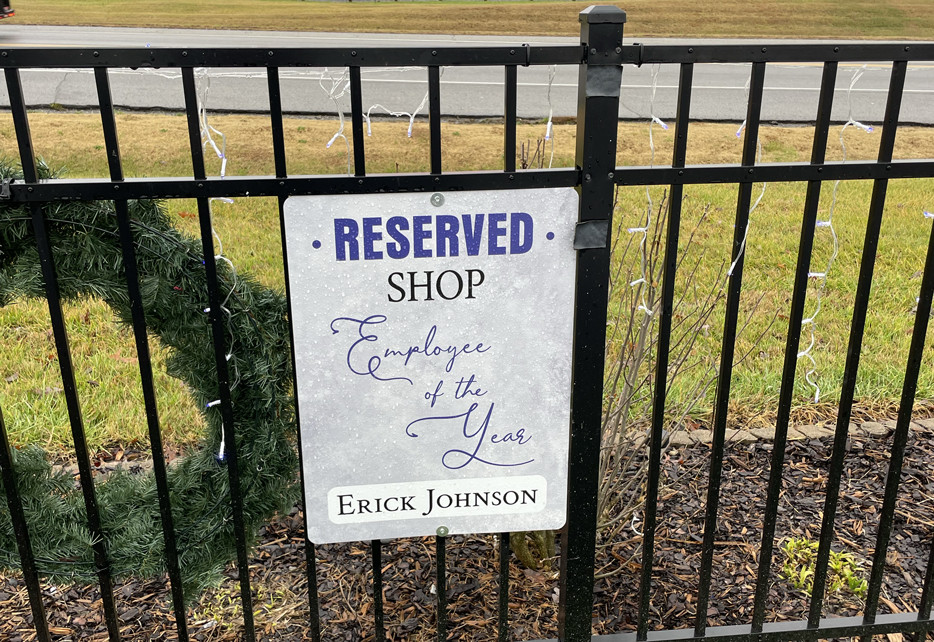 • RESERVED •
SHOP
Employee
of the
Year
ERICK JOHNSON